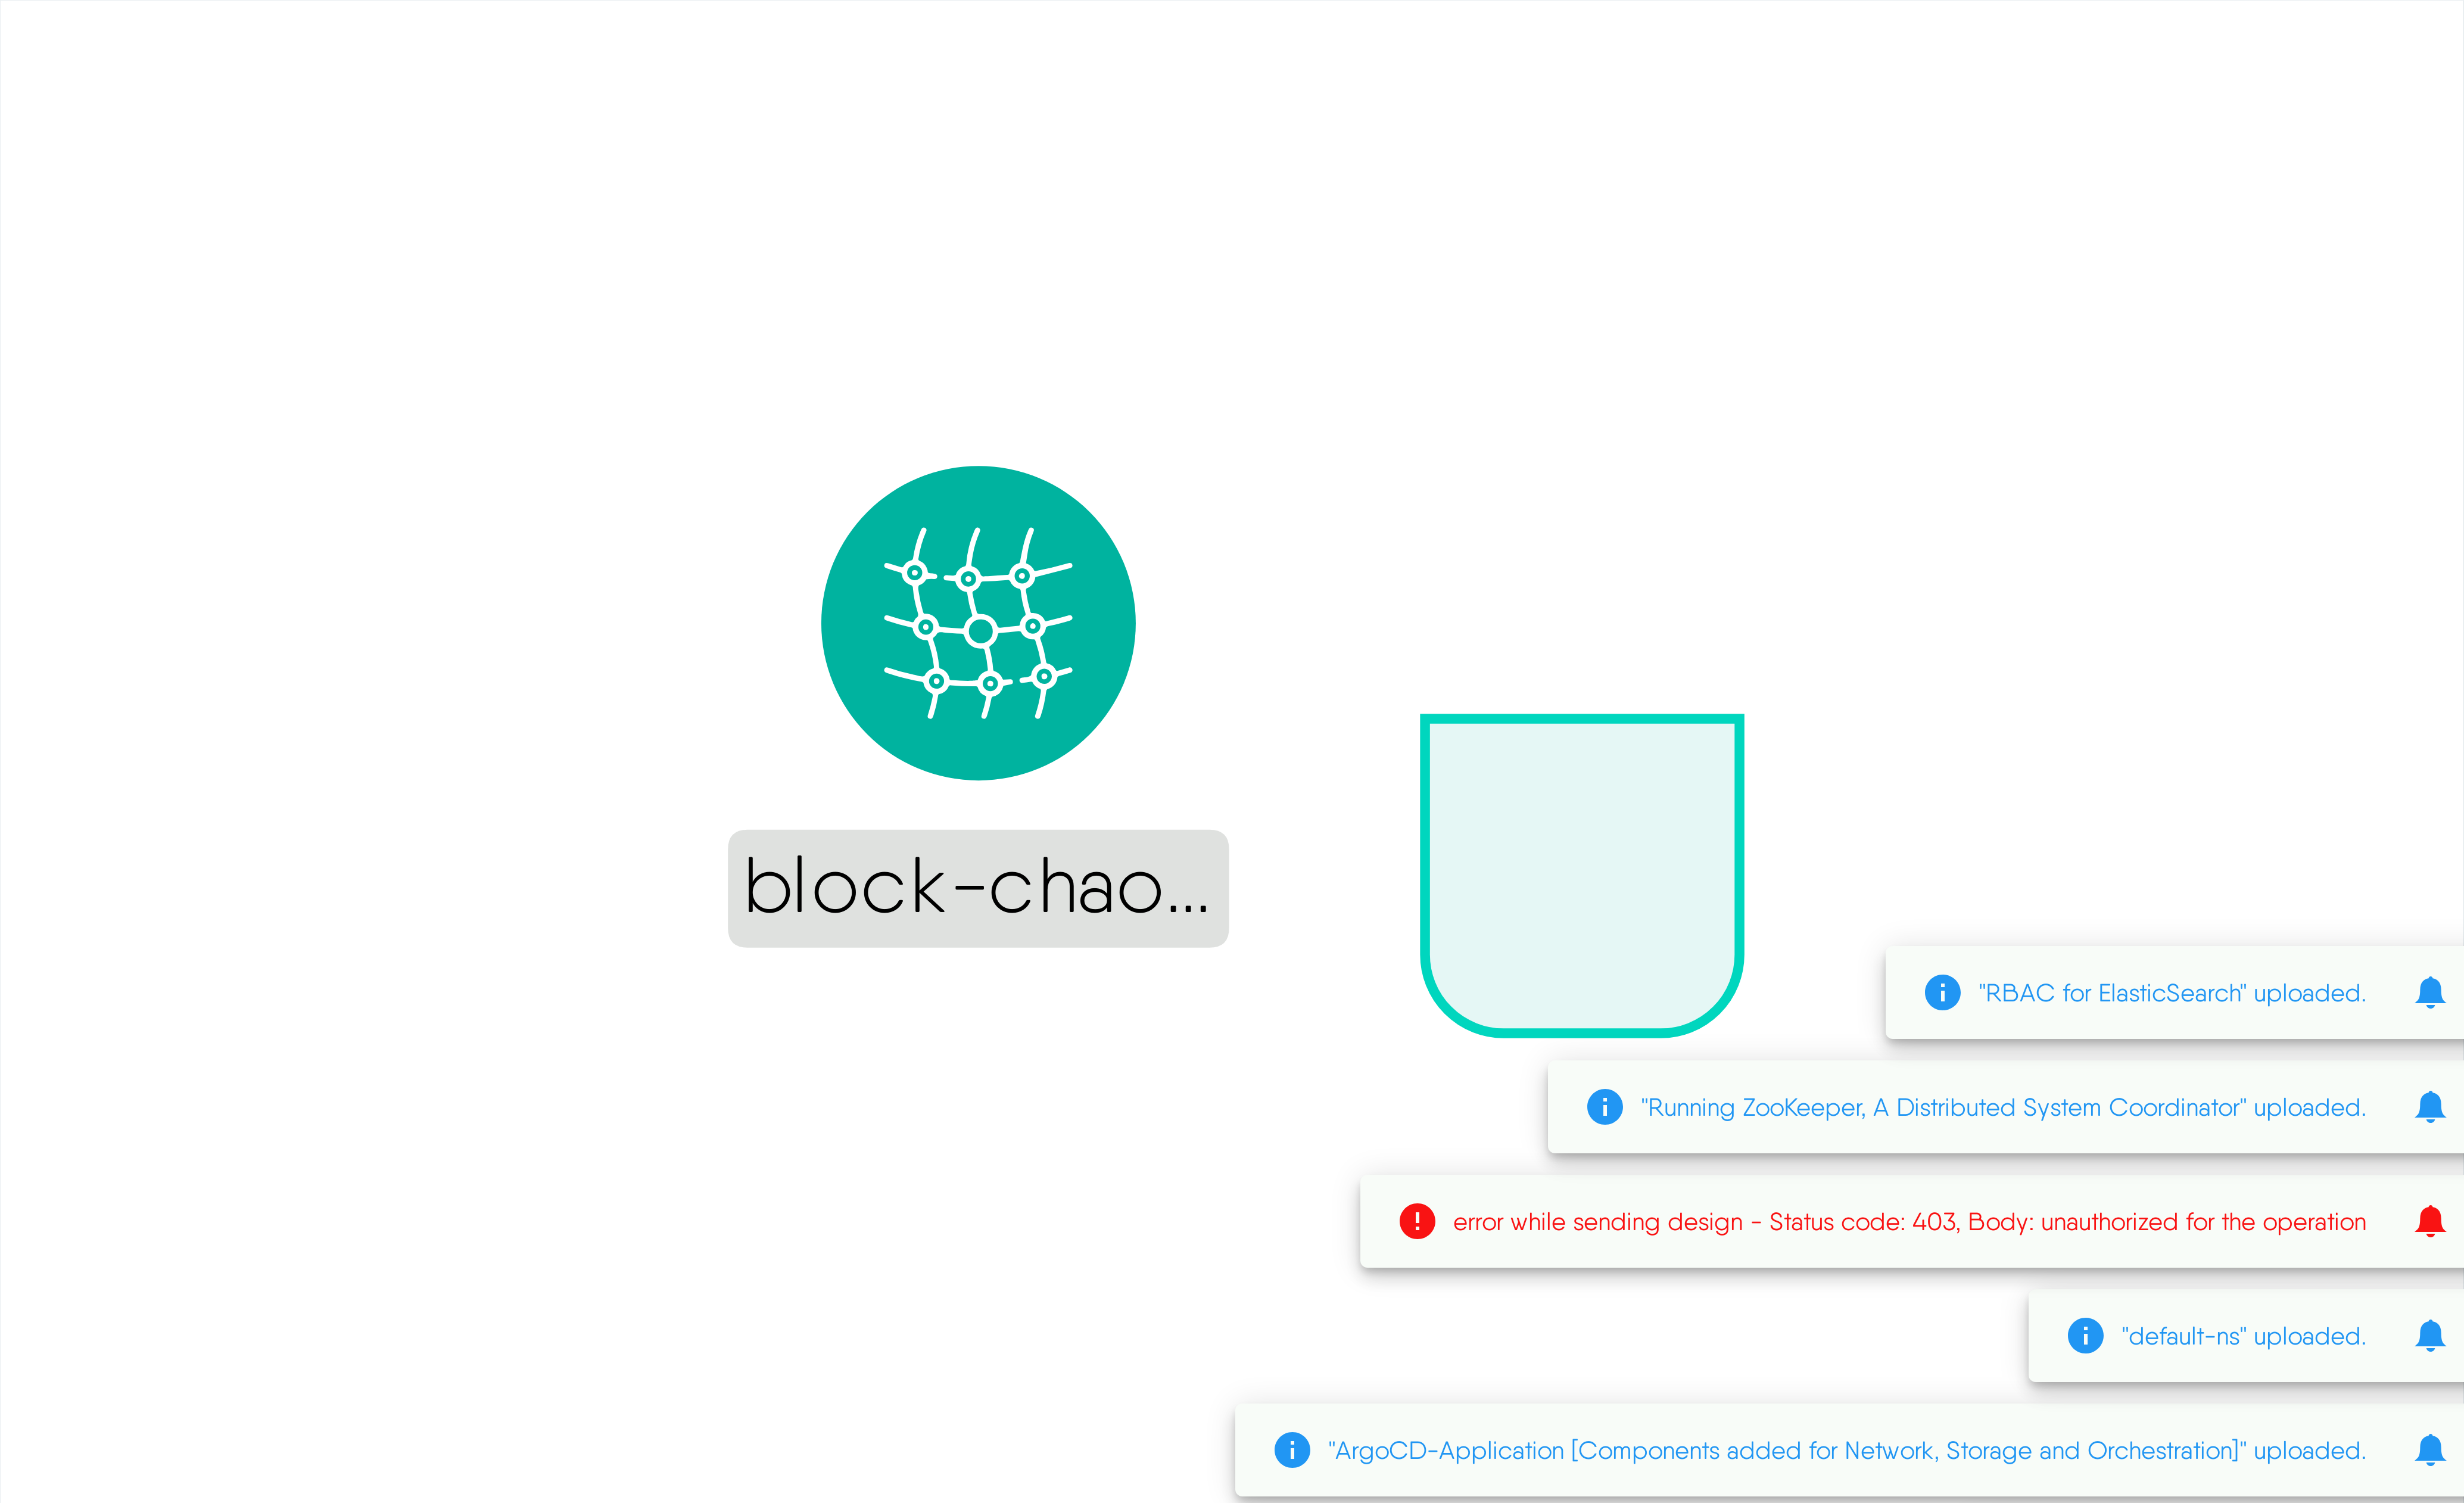 block-chao...
"RBAC for ElasticSearch" uploaded.
"Running ZooKeeper, A Distributed System Coordinator" uploaded.
error while sending design - Status code: 403, Body: unauthorized for the operation
"default-ns" uploaded.
"ArgoCD-Application [Components added for Network, Storage and Orchestration]" uploaded.